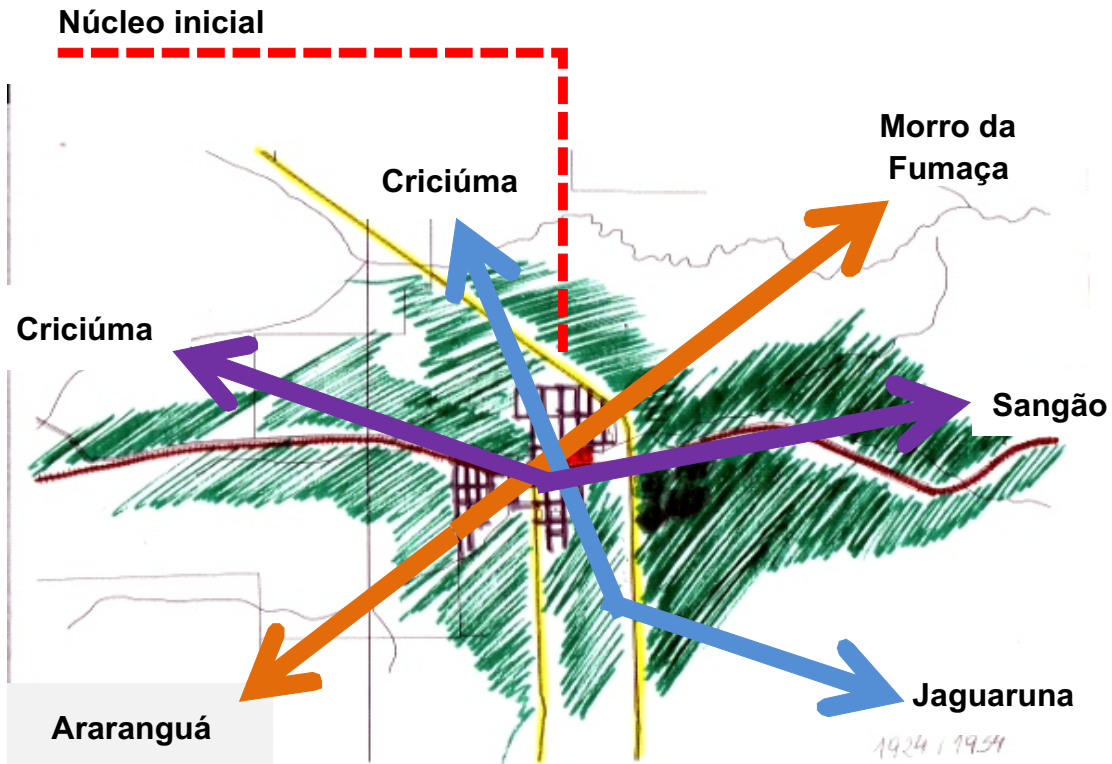 Núcleo inicial
Morro da
Fumaça
Criciúma
Criciúma
Sangão
Jaguaruna
Araranguá
1924 / 1954